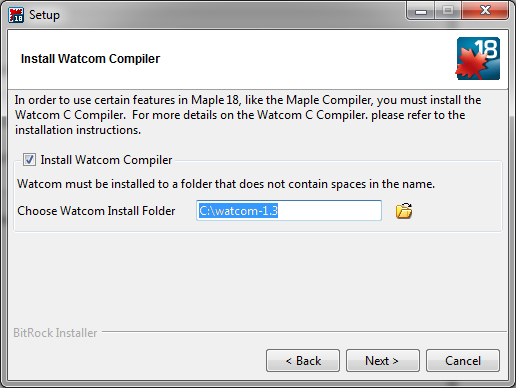 Setup
18
Install Watcom Compiler
18
In order to use certain features in Maple 18, like the Maple Compiler, you must install the
Watcom C Compiler. For more details on the Watcom C Compiler. please refer to the
installation instructions.
Install Watcom Compiler
Watcom must be installed to a folder that does not contain spaces in the name.
Choose Watcom Install Folder C:\watcom-1.3
BitRock Installer
< Back Next > Cancel